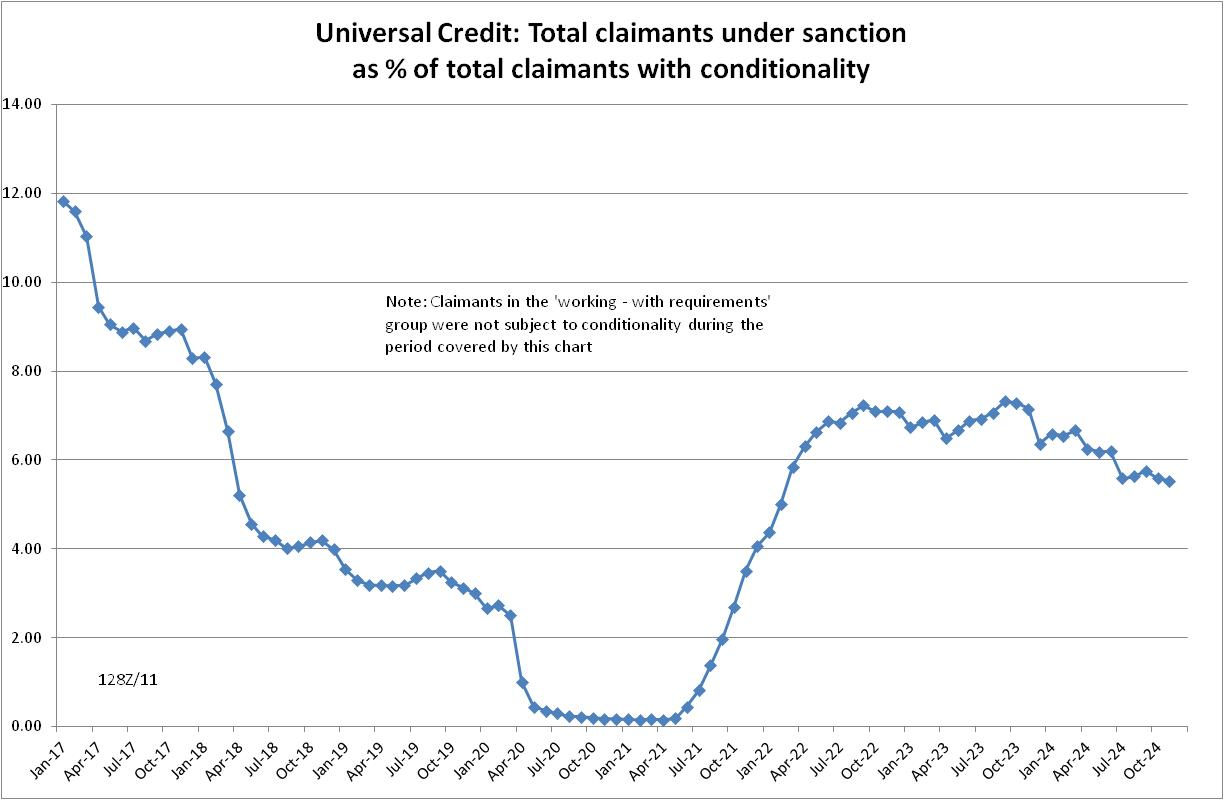 Universal Credit: Total claimants under sanction
as % of total claimants with conditionality
14.00
12.00
10.00
8.00
6.00
4.00
2.00
0.00
Note: Claimants in the 'working - with requirements'
group were not subject to conditionality during the
period covered by this chart
128Z/11
Jan-17
Apr-17
Jul-17
Oct-17
Jan-18
Apr-18
Jul-18
Oct-18
Jan-19
Apr-19
Jul-19
Oct-19
Jan-20
Apr-20
Jul-20
Oct-20
Jan-21
Apr-21
Jul-21
Oct-21
Jan-22
Apr-22
Jul-22
Oct-22
Jan-23
Apr-23
Jul-23
Oct-23
Jan-24
Apr-24
Jul-24
Oct-24